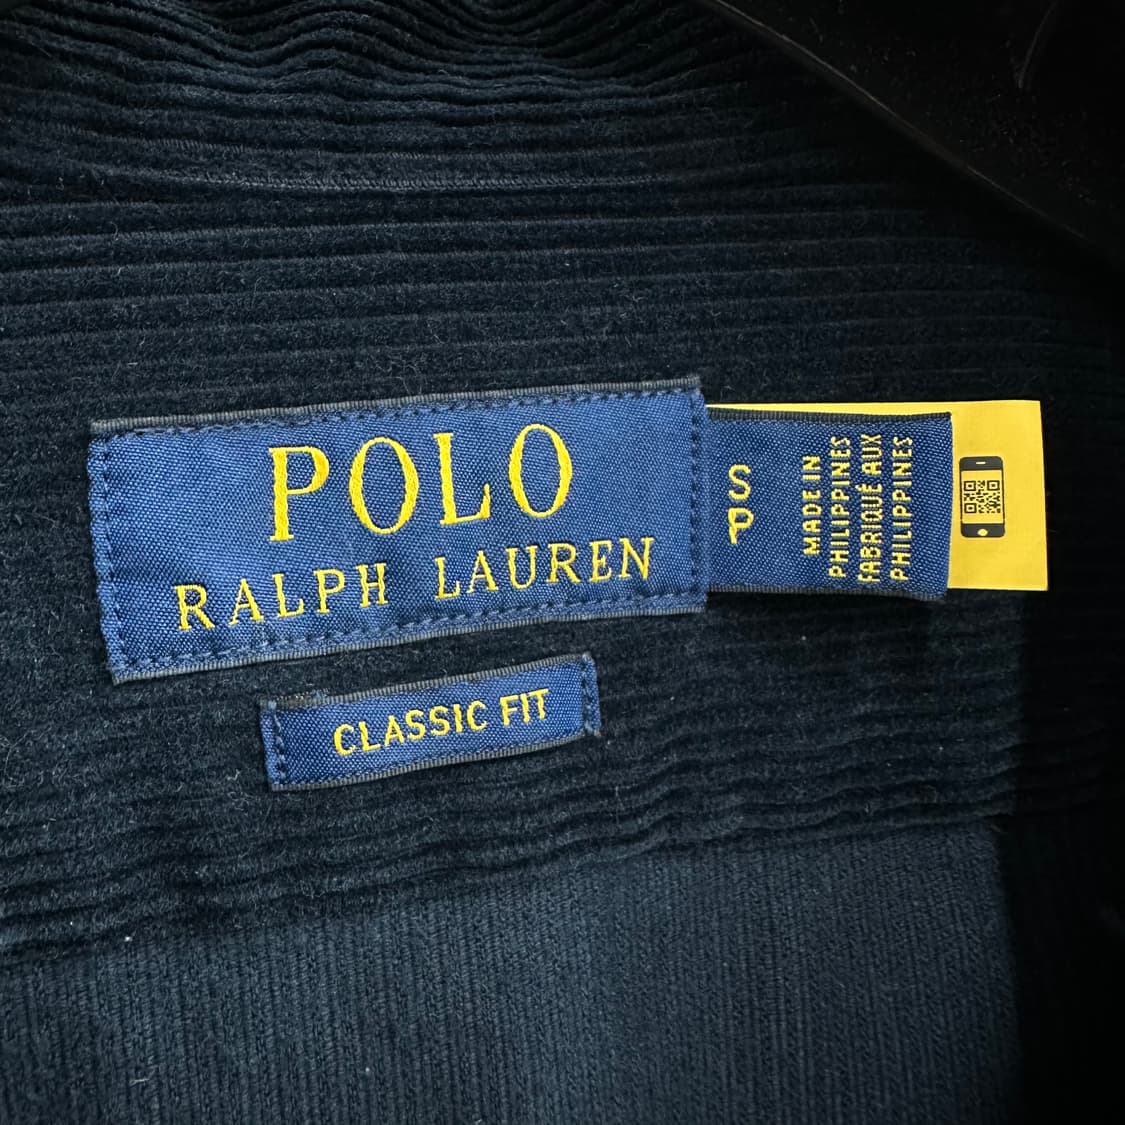 POLO
RALPH LAUREN
CLASSIC FIT
S
P
MADE IN
PHILIPPINES
FABRIQUÉ AUX
PHILIPPINES